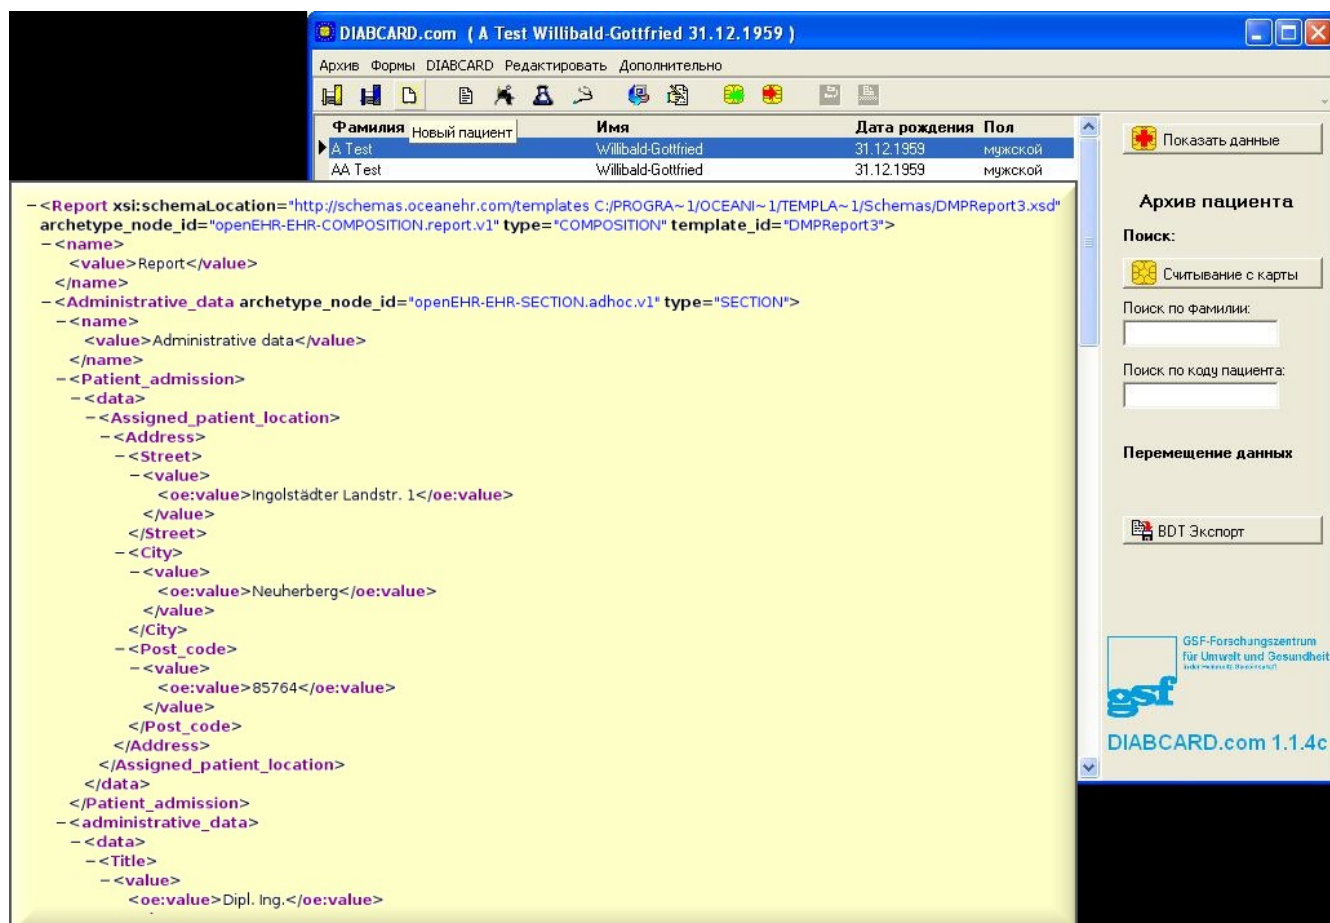 DIABCARD.com ( A Test Willibald-Gottfried 31.12.1959 )
Архив Формы DIABCARD Редактировать Дополнительно
Фамилия Имя Дата рождения Пол
Новый пациент
A Test Willibald-Gottfried 31.12.1959 мужской
AA Test Willibald-Gottfried 31.12.1959 мужской
−<Report xsi:schemaLocation="http://schemas.oceanehr.com/templates C:/PROGRA~1/OCEANI~1/TEMPLA~1/Schemas/DMPReport3.xsd"
archetype_node_id="openEHR-EHR-COMPOSITION.report.v1" type="COMPOSITION" template_id="DMPReport3">
−<name>
<value>Report</value>
</name>
−<Administrative_data archetype_node_id="openEHR-EHR-SECTION.adhoc.v1" type="SECTION">
−<name>
<value>Administrative data</value>
</name>
−<Patient_admission>
−<data>
−<Assigned_patient_location>
−<Address>
−<Street>
−<value>
<oe:value>Ingolstädter Landstr. 1</oe:value>
</value>
</Street>
−<City>
−<value>
<oe:value>Neuherberg</oe:value>
</value>
</City>
−<Post_code>
−<value>
<oe:value>85764</oe:value>
</value>
</Post_code>
</Address>
</Assigned_patient_location>
</data>
</Patient_admission>
−<administrative_data>
−<data>
−<Title>
−<value>
<oe:value>Dipl. Ing.</oe:value>
Показать данные
Архив пациента
Поиск:
Считывание с карты
Поиск по фамилии:
Поиск по коду пациента:
Перемещение данных
BDT Экспорт
GSF-Forschungszentrum
für Umwelt und Gesundheit
gsf
DIABCARD.com 1.1.4c